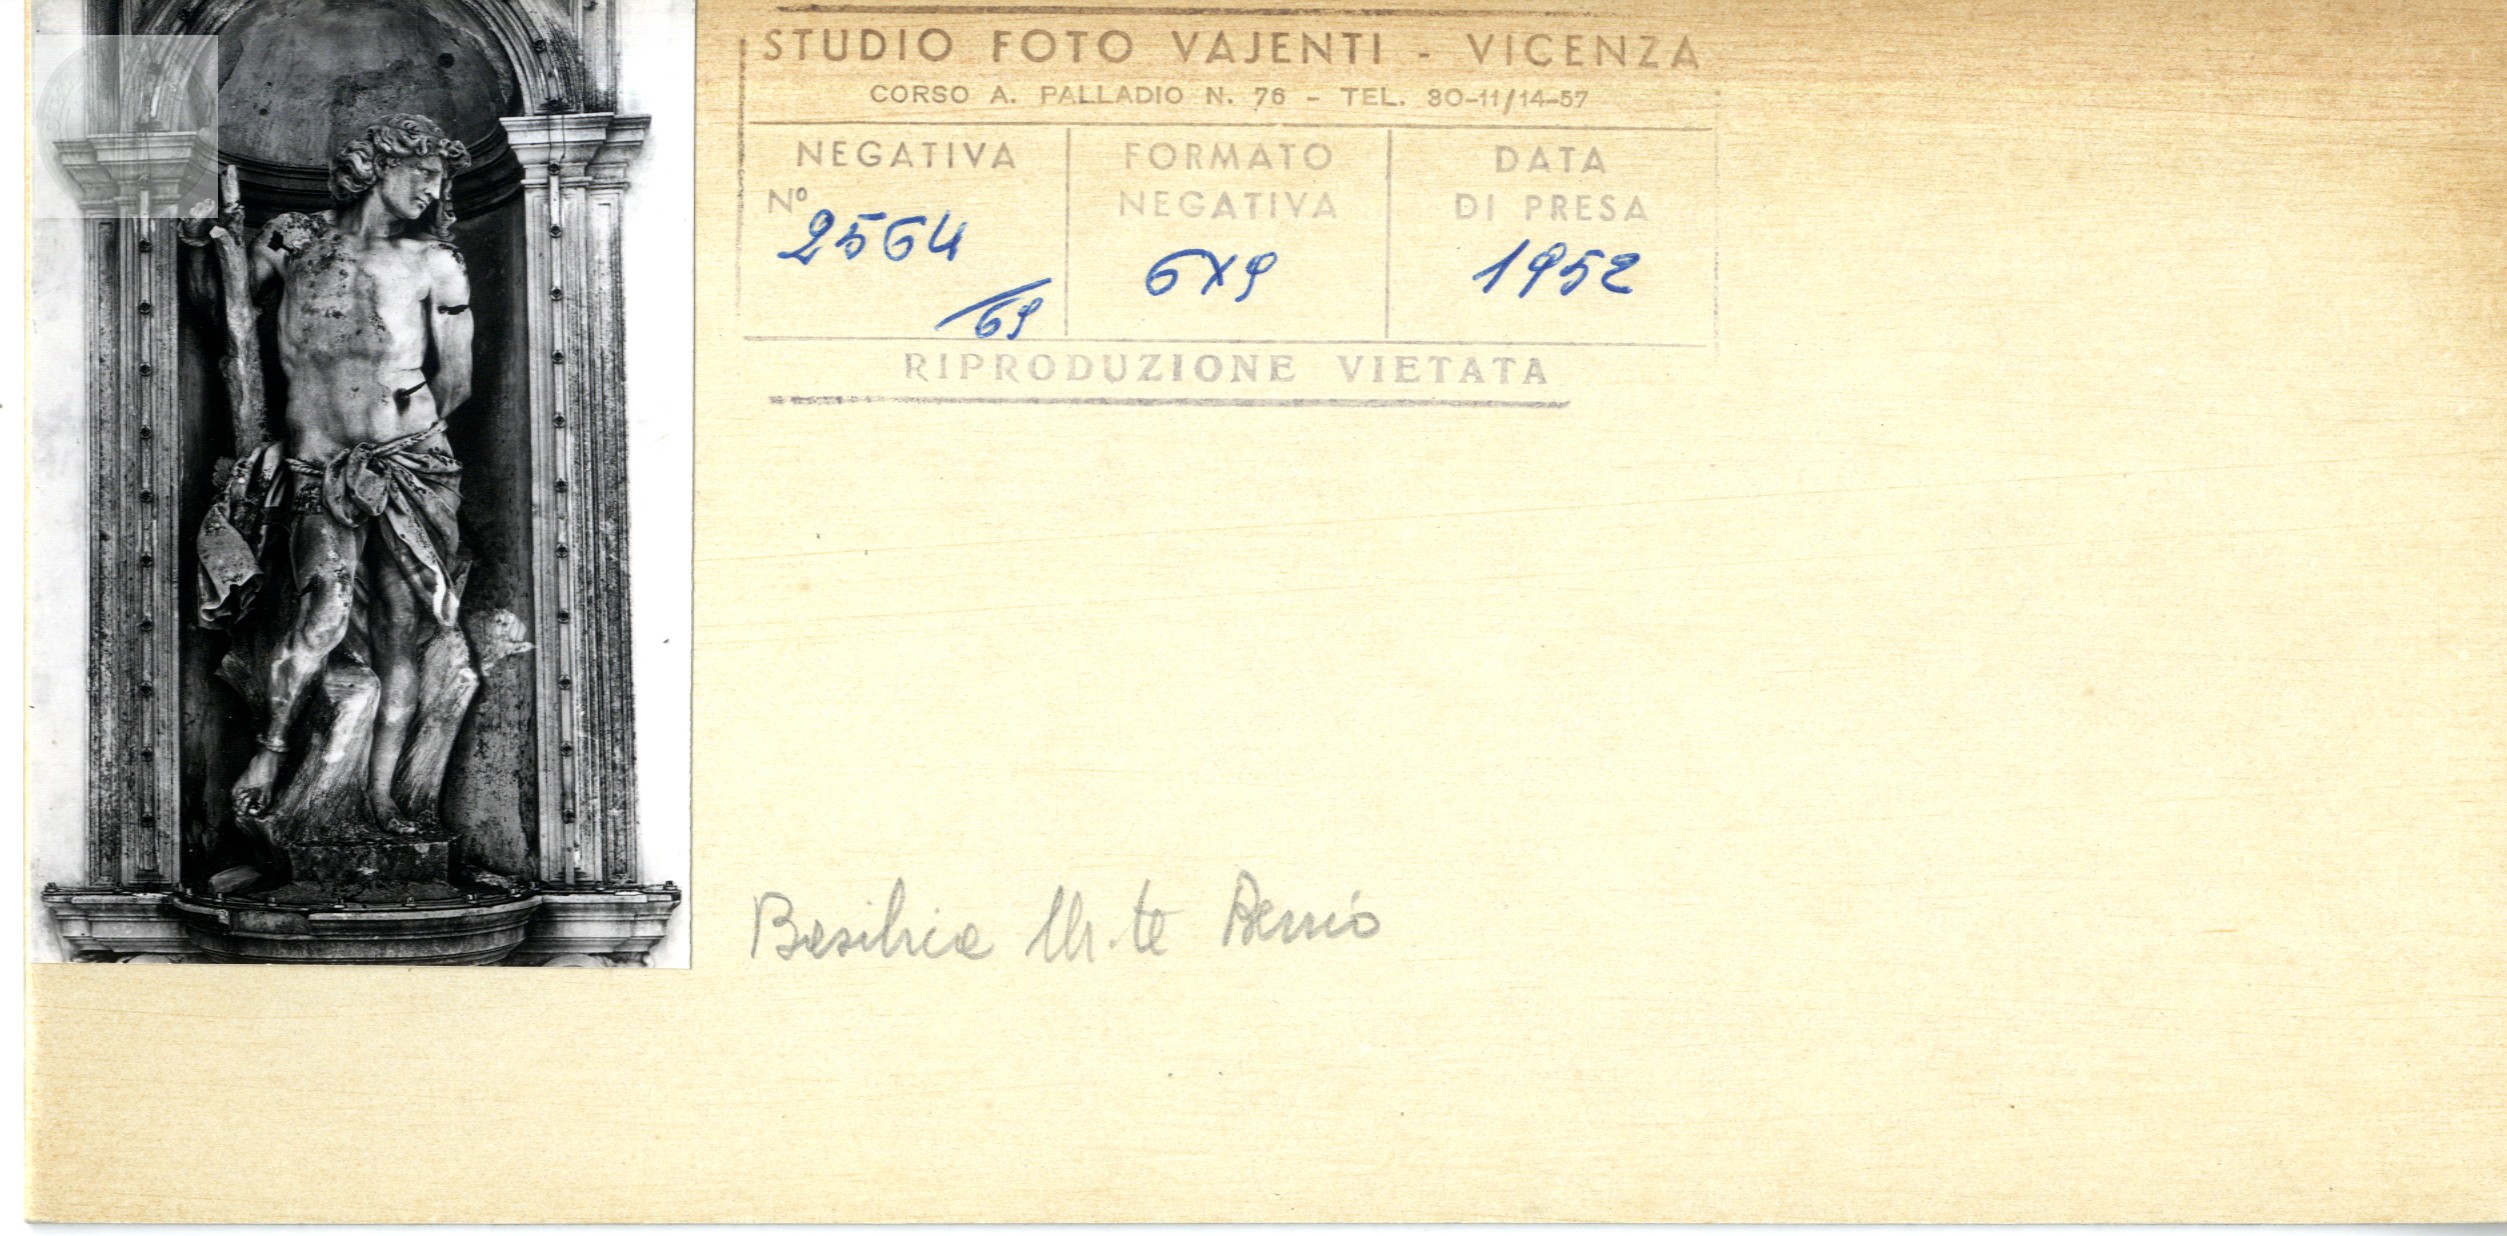 STUDIO FOTO VAJENTI - VICENZA
CORSO A. PALLADIO N. 76 - TEL. 30-11/14-57
NEGATIVA
Nº
2564
/69
FORMATO
NEGATIVA
6x9
DATA
DI PRESA
1952
RIPRODUZIONE VIETATA
Basilica M.te Berico